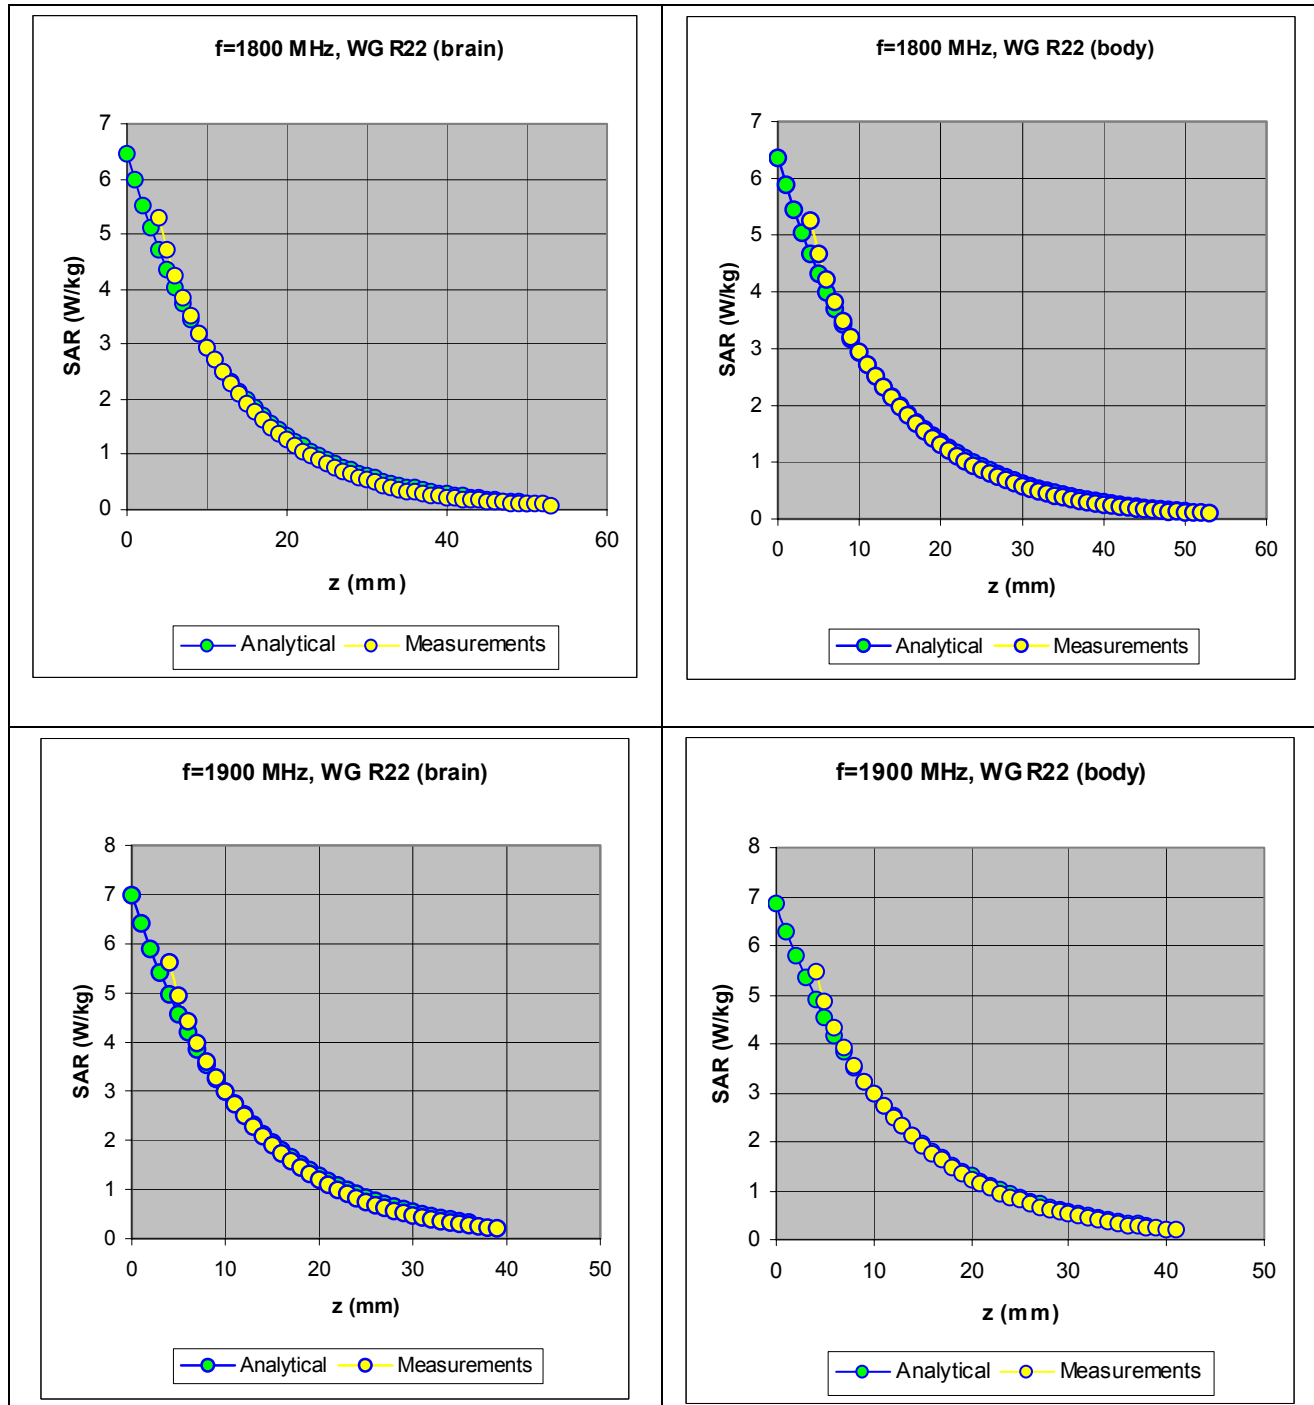 f=1800 MHz, WG R22 (brain)
7
6
5
4
3
2
1
0
SAR (W/kg)
0 20 40 60
z (mm)
Analytical Measurements
f=1800 MHz, WG R22 (body)
7
6
5
4
3
2
1
0
SAR (W/kg)
0 10 20 30 40 50 60
z (mm)
Analytical Measurements
f=1900 MHz, WG R22 (brain)
8
7
6
5
4
3
2
1
0
SAR (W/kg)
0 10 20 30 40 50
z (mm)
Analytical Measurements
f=1900 MHz, WG R22 (body)
8
7
6
5
4
3
2
1
0
SAR (W/kg)
0 10 20 30 40 50
z (mm)
Analytical Measurements